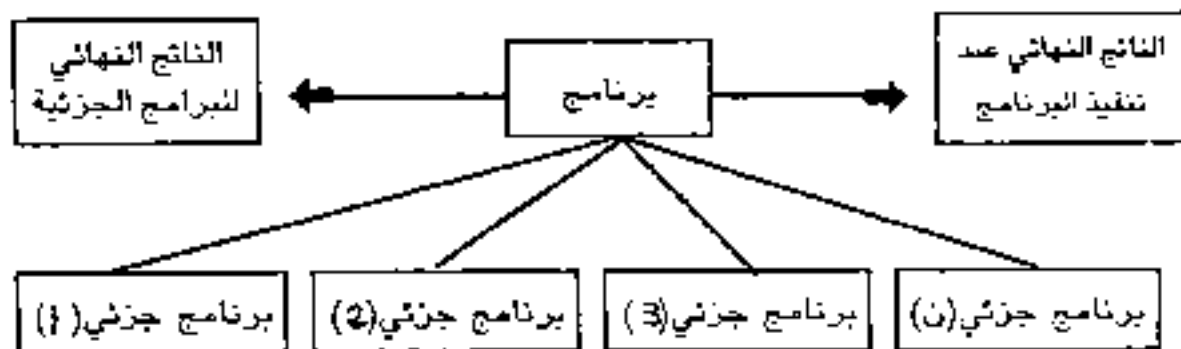 الناتج النهائي عند
تنفيذ البرنامج
برنامج
الناتج النهائي
للبرامج الجزئية
برنامج جزئي(ن)
برنامج جزئي(3)
برنامج جزئي(2)
برنامج جزئي(1)